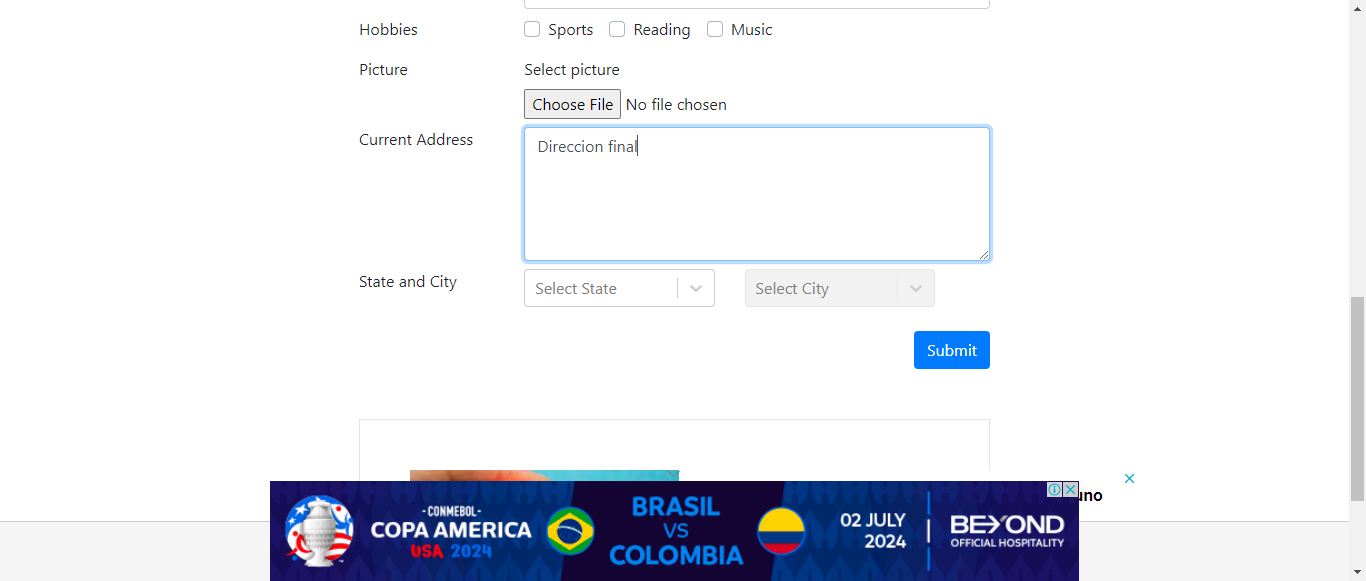 Hobbies Sports Reading Music
Picture Select picture
Choose File No file chosen
Current Address Direccion final
State and City Select State Select City
Submit
uno
-CONMEBOL-
COPA AMERICA
USA 2024
BRASIL
VS
COLOMBIA
02 JULY
2024
BEYOND
OFFICIAL HOSPITALITY